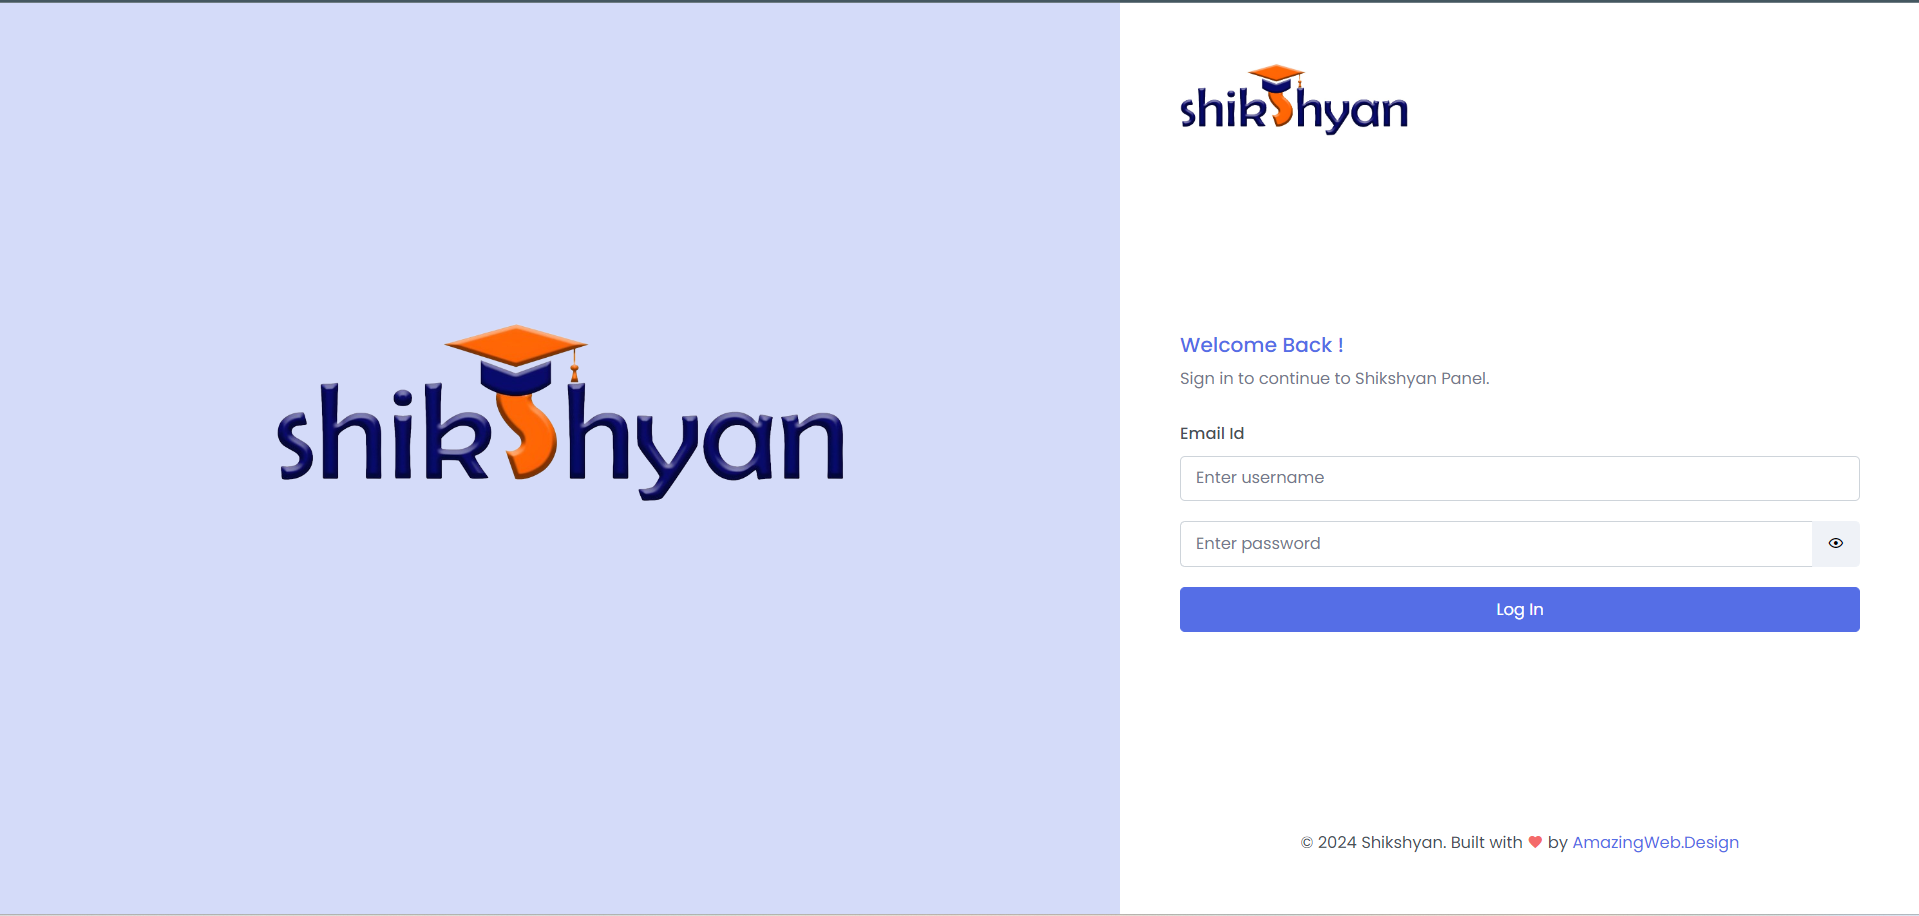 shikshyan
shikshyan
Welcome Back !
Sign in to continue to Shikshyan Panel.
Email Id
Enter username
Enter password
Log In
© 2024 Shikshyan. Built with ❤ by AmazingWeb.Design